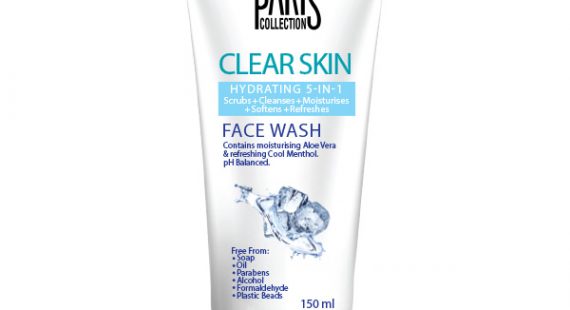 PARIS
COLLECTION
CLEAR SKIN
HYDRATING 5-IN-1
Scrubs + Cleanses + Moisturises
+ Softens + Refreshes
FACE WASH
Contains moisturising Aloe Vera
& refreshing Cool Menthol.
pH Balanced.
Free From:
• Soap
• Oil
• Parabens
• Alcohol
• Formaldehyde
• Plastic Beads
150 ml